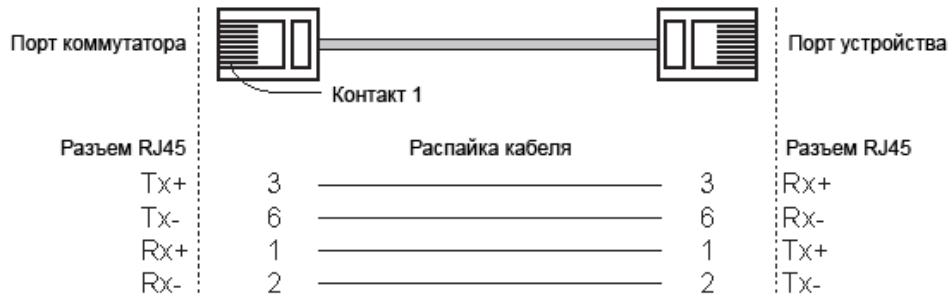 Порт коммутатора Порт устройства
Контакт 1
Разъем RJ45 Распайка кабеля Разъем RJ45
Tx+ 3 3 Rx+
Tx- 6 6 Rx-
Rx+ 1 1 Tx+
Rx- 2 2 Tx-